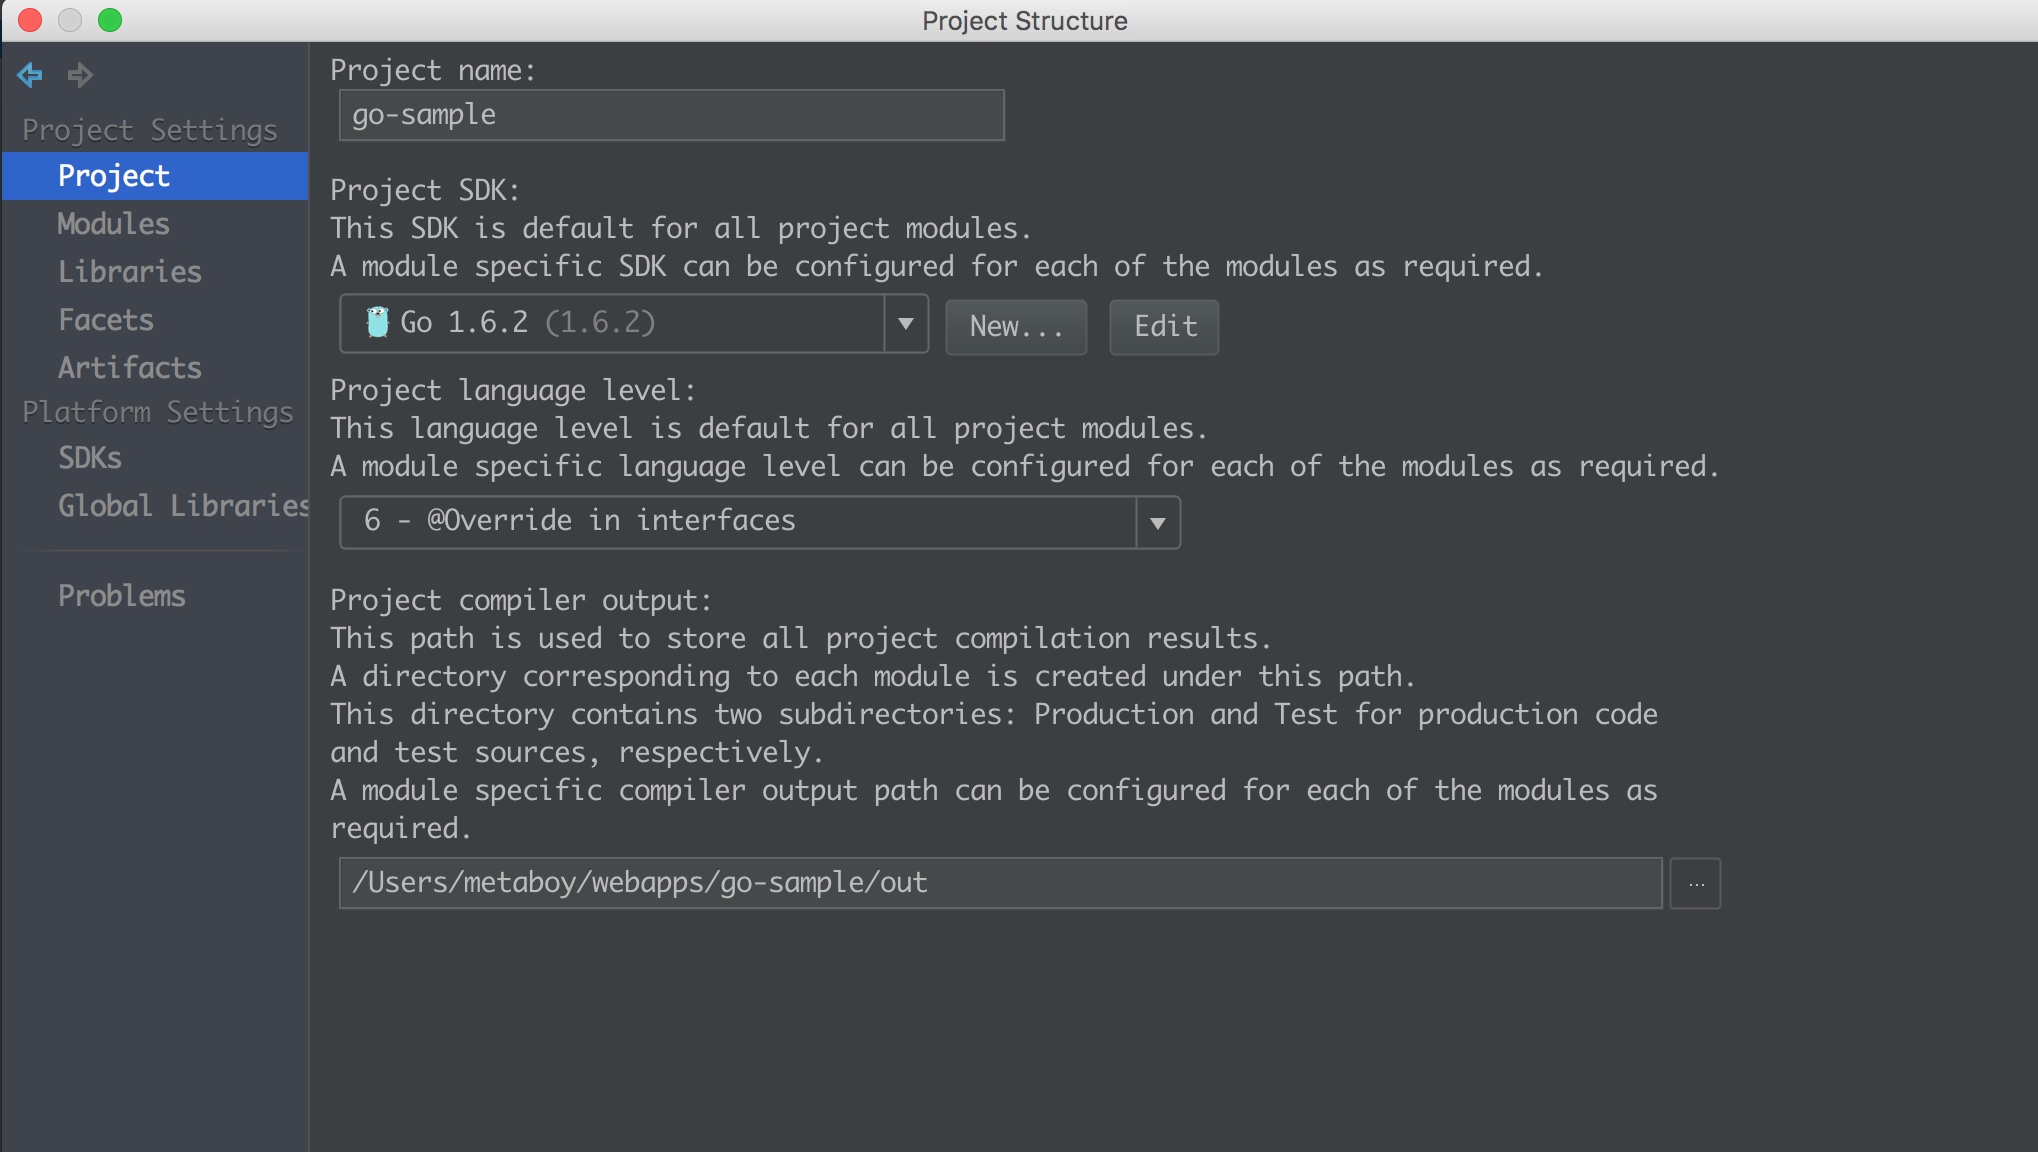 Project Structure
Project Settings
Project
Modules
Libraries
Facets
Artifacts
Platform Settings
SDKs
Global Libraries
Problems
Project name:
go-sample
Project SDK:
This SDK is default for all project modules.
A module specific SDK can be configured for each of the modules as required.
Go 1.6.2 (1.6.2)
New...
Edit
Project language level:
This language level is default for all project modules.
A module specific language level can be configured for each of the modules as required.
6 - @Override in interfaces
Project compiler output:
This path is used to store all project compilation results.
A directory corresponding to each module is created under this path.
This directory contains two subdirectories: Production and Test for production code
and test sources, respectively.
A module specific compiler output path can be configured for each of the modules as
required.
/Users/metaboy/webapps/go-sample/out
...